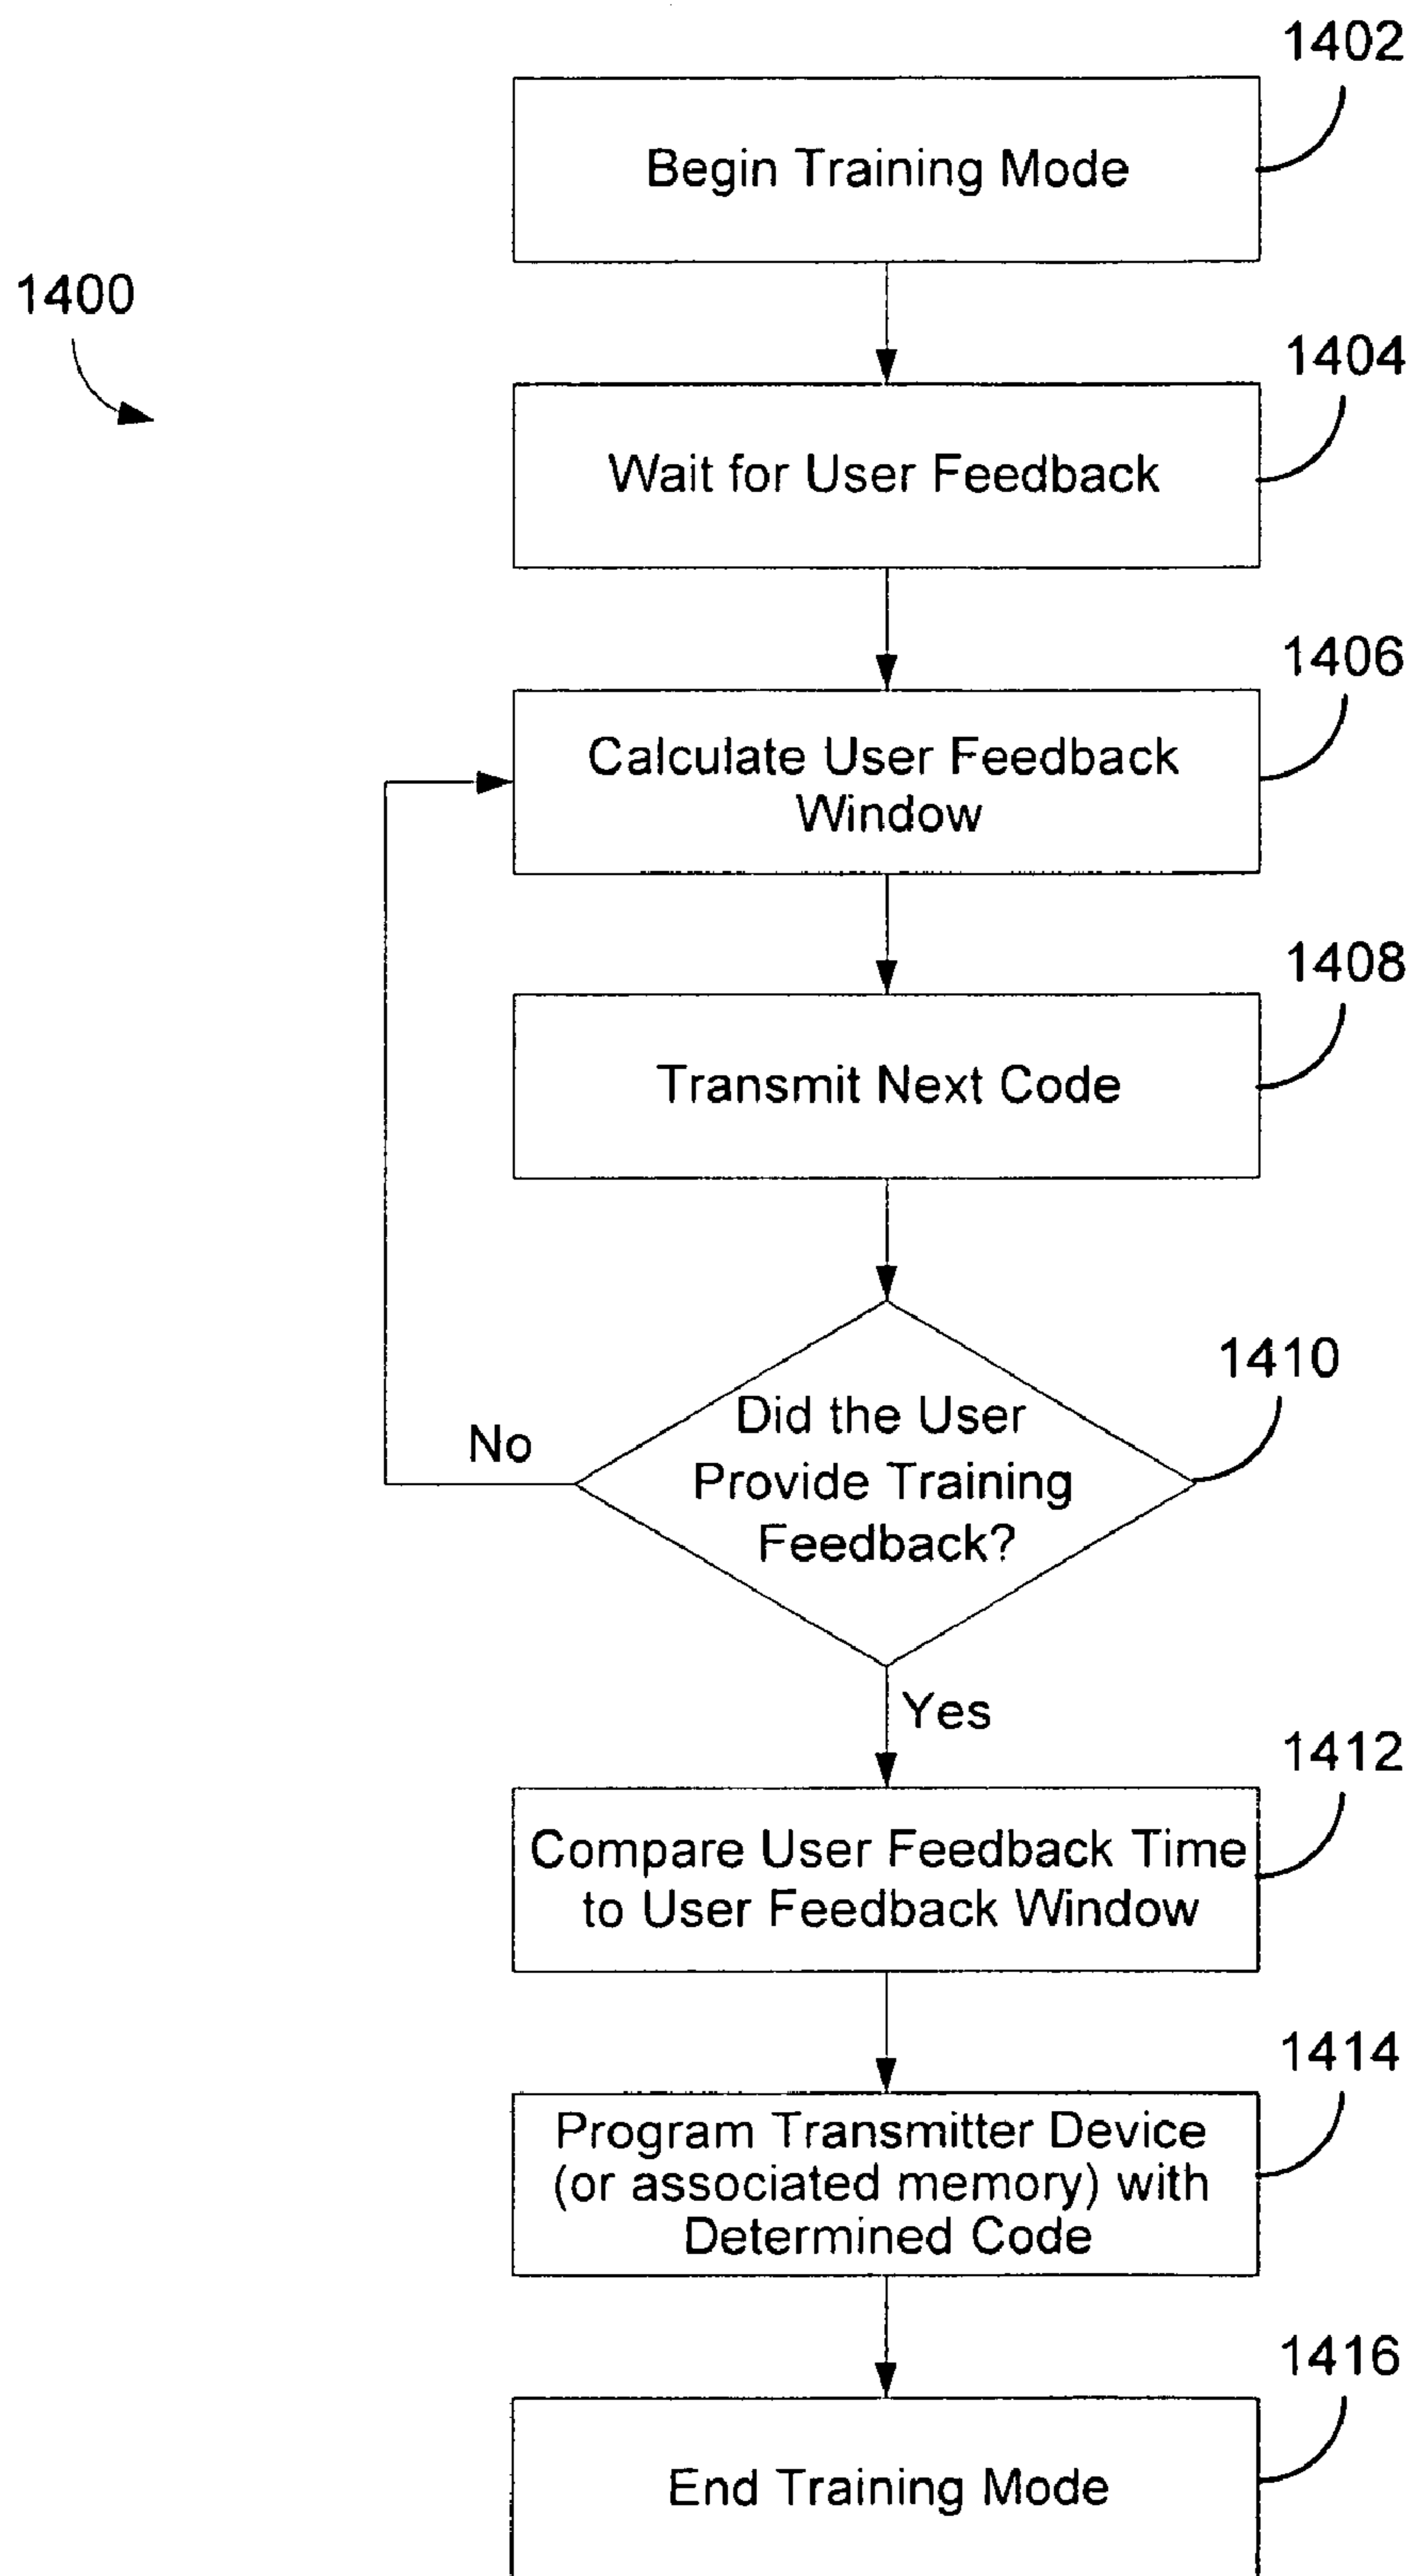 1402
Begin Training Mode
1400
1404
Wait for User Feedback
1406
Calculate User Feedback
Window
1408
Transmit Next Code
1410
Did the User
Provide Training
Feedback?
No
Yes
1412
Compare User Feedback Time
to User Feedback Window
1414
Program Transmitter Device
(or associated memory) with
Determined Code
1416
End Training Mode